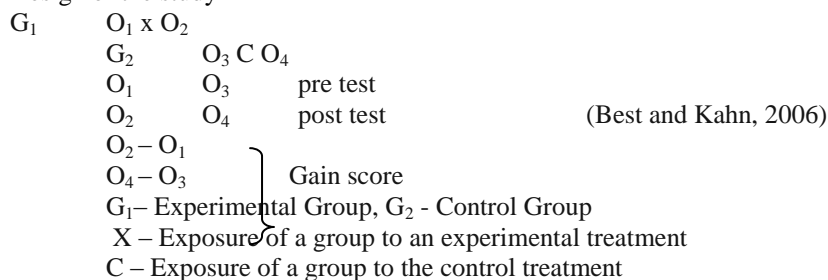 G₁ O₁ x O₂
G₂ O₃ C O₄
O₁ O₃ pre test
O₂ O₄ post test (Best and Kahn, 2006)
O₂ – O₁
O₄ – O₃ Gain score
G₁– Experimental Group, G₂ - Control Group
X – Exposure of a group to an experimental treatment
C – Exposure of a group to the control treatment